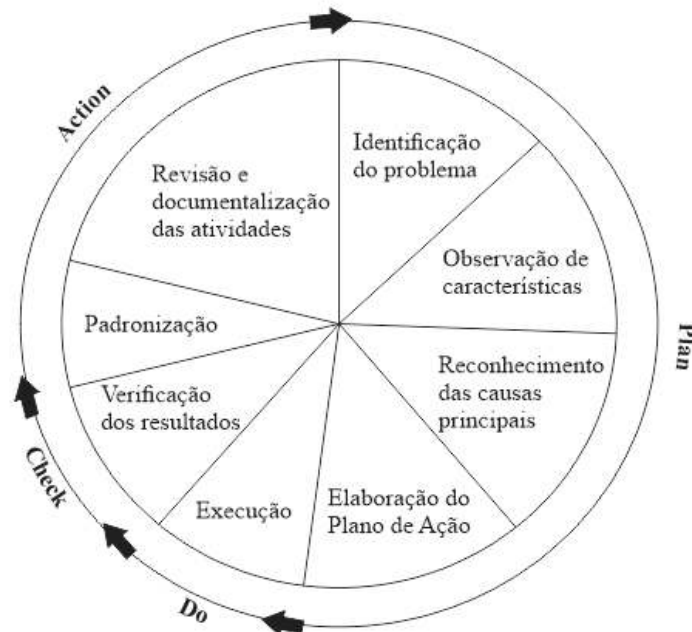 Action
Identificação
do problema
Revisão e
documentalização
das atividades
Observação de
características
Padronização
Plan
Reconhecimento
das causas
principais
Verificação
dos resultados
Check
Execução
Elaboração do
Plano de Ação
Do